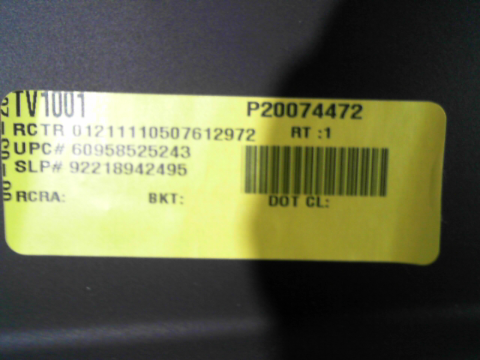 TV1001 P20074472
RCTR 01211110507612972 RT :1
UPC# 60958525243
SLP# 92218942495
RCRA: BKT: DOT CL: